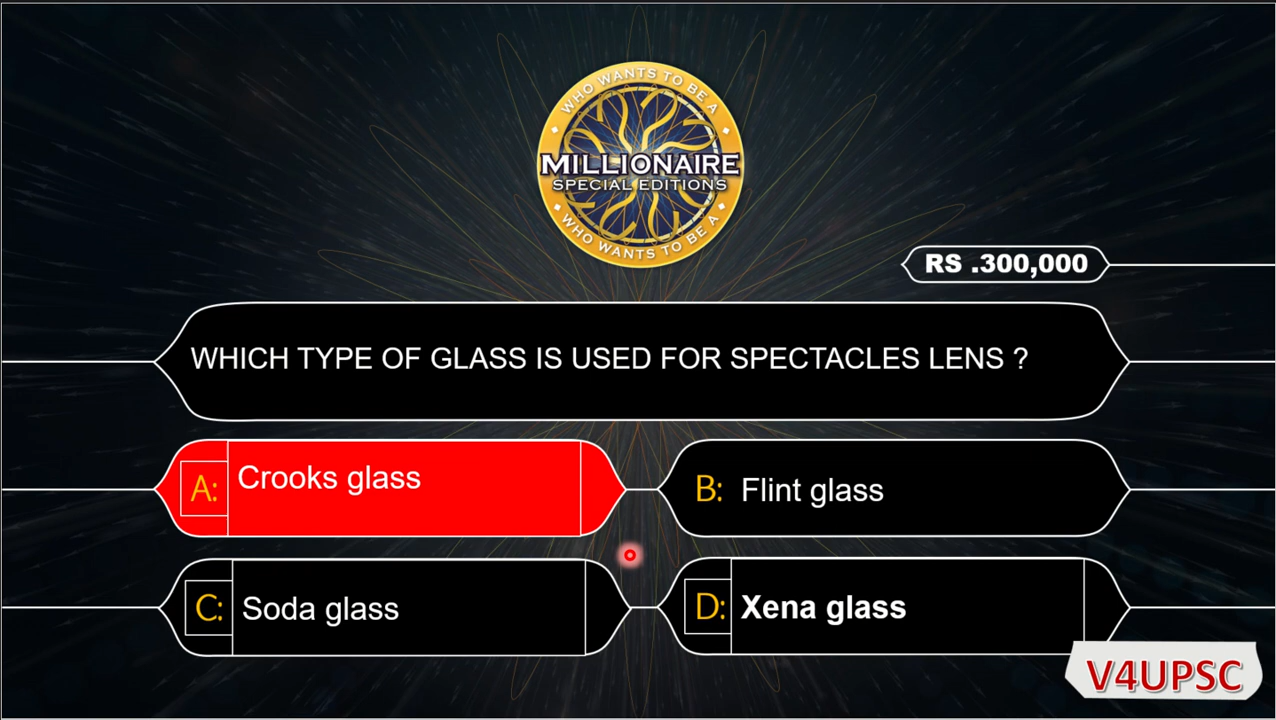 WHO WANTS TO BE A
MILLIONAIRE
SPECIAL EDITIONS
WHO WANTS TO BE A
RS .300,000
WHICH TYPE OF GLASS IS USED FOR SPECTACLES LENS ?
A: Crooks glass
B: Flint glass
C: Soda glass
D: Xena glass
V4UPSC